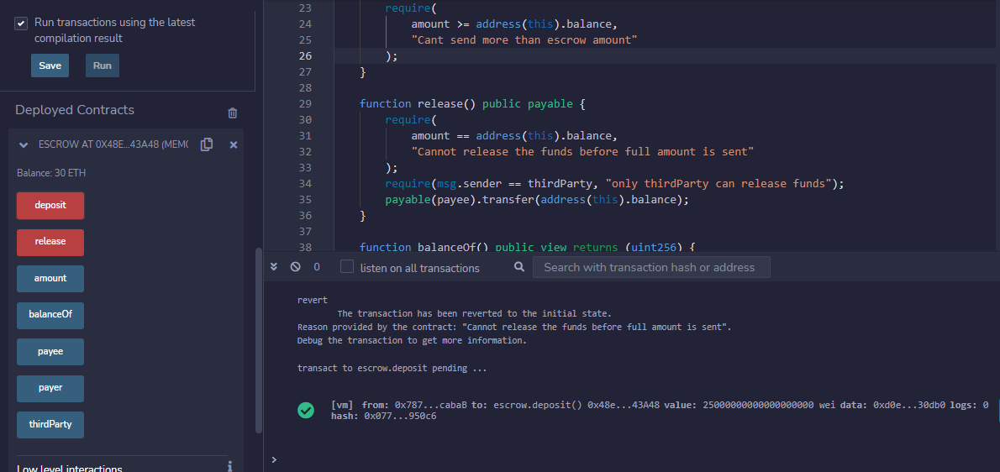 Run transactions using the latest
compilation result
Save Run
Deployed Contracts
ESCROW AT 0X48E...43A48 (MEMO
Balance: 30 ETH
deposit
release
amount
balanceOf
payee
payer
thirdParty
Low level interactions
i
23 require(
24 amount >= address(this).balance,
25 "Cant send more than escrow amount"
26 );
27 }
28
29 function release() public payable {
30 require(
31 amount == address(this).balance,
32 "Cannot release the funds before full amount is sent"
33 );
34 require(msg.sender == thirdParty, "only thirdParty can release funds");
35 payable(payee).transfer(address(this).balance);
36 }
37
38 function balanceOf() public view returns (uint256) {
0 listen on all transactions Search with transaction hash or address
revert
The transaction has been reverted to the initial state.
Reason provided by the contract: "Cannot release the funds before full amount is sent".
Debug the transaction to get more information.
transact to escrow.deposit pending ...
[vm] from: 0x787...cabaB to: escrow.deposit() 0x48e...43A48 value: 25000000000000000000 wei data: 0xd0e...30db0 logs: 0
hash: 0x077...950c6
>